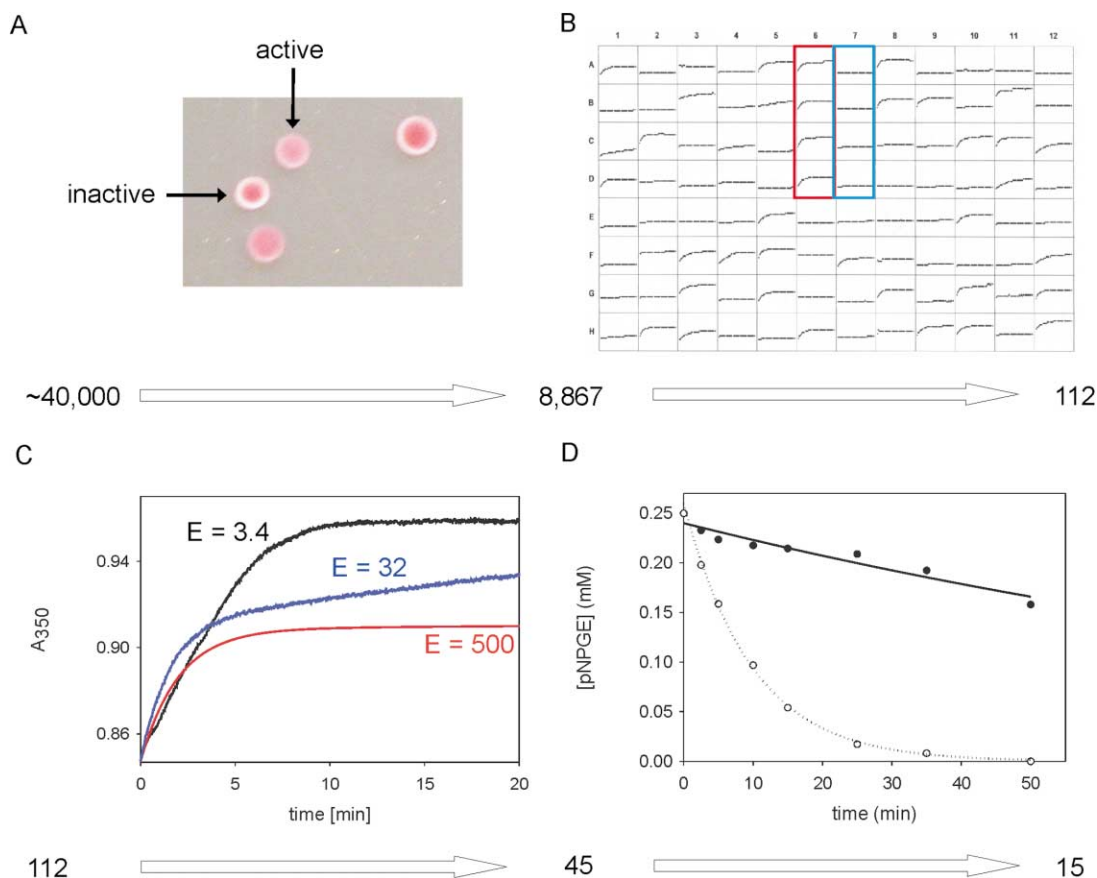 A
active
inactive
B
1 2 3 4 5 6 7 8 9 10 11 12
A
B
C
D
E
F
G
H
~40,000
8,867
112
C
E = 3.4
E = 32
E = 500
0.94
0.90
0.86
A350
0 5 10 15 20
time [min]
D
0.25
0.20
0.15
0.10
0.05
0.00
[pNPGE] (mM)
0 10 20 30 40 50
time (min)
112
45
15